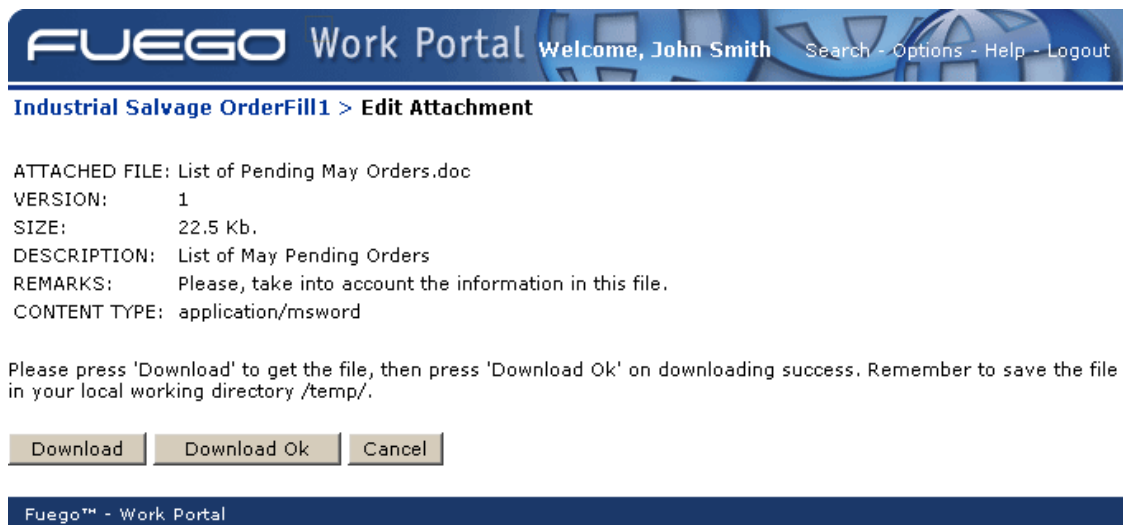 FUEGO Work Portal Welcome, John Smith Search - Options - Help - Logout
Industrial Salvage OrderFill1 > Edit Attachment
ATTACHED FILE: List of Pending May Orders.doc
VERSION: 1
SIZE: 22.5 Kb.
DESCRIPTION: List of May Pending Orders
REMARKS: Please, take into account the information in this file.
CONTENT TYPE: application/msword
Please press 'Download' to get the file, then press 'Download Ok' on downloading success. Remember to save the file
in your local working directory /temp/.
Download Download Ok Cancel
Fuego™ - Work Portal